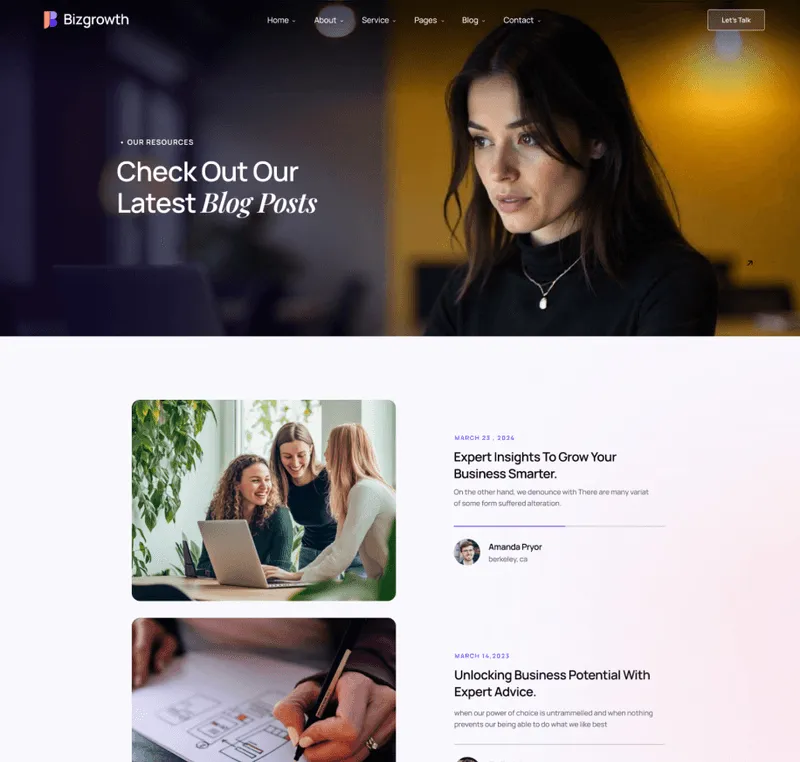 Bizgrowth
Home About Service Pages Blog Contact
Let's Talk
• OUR RESOURCES
Check Out Our
Latest Blog Posts
MARCH 23 , 2034
Expert Insights To Grow Your
Business Smarter.
On the other hand, we denounce with There are many variat
of some form suffered alteration.
Amanda Pryor
berkeley, ca
MARCH 14,2023
Unlocking Business Potential With
Expert Advice.
when our power of choice is untrammelled and when nothing
prevents our being able to do what we like best